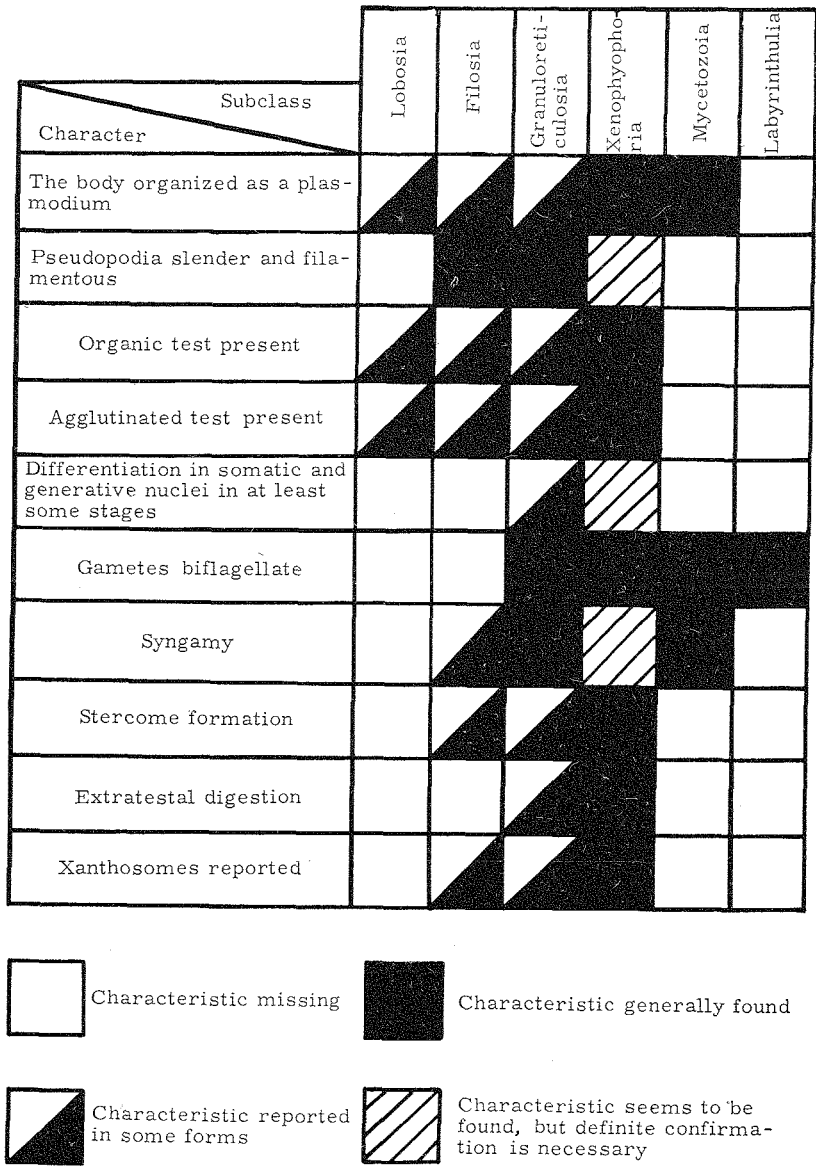 Lobosia
Filosia
Granulereti-
culosia
Xenophyopho-
ria
Mycetozoia
Labyrinthulia
Subclass
Character
The body organized as a plas-
modium
Pseudopodia slender and fila-
mentous
Organic test present
Agglutinated test present
Differentiation in somatic and
generative nuclei in at least
some stages
Gametes biflagellate
Syngamy
Stercome formation
Extratestal digestion
Xanthosomes reported
Characteristic missing
Characteristic generally found
Characteristic reported
in some forms
Characteristic seems to be
found, but definite confirma-
tion is necessary